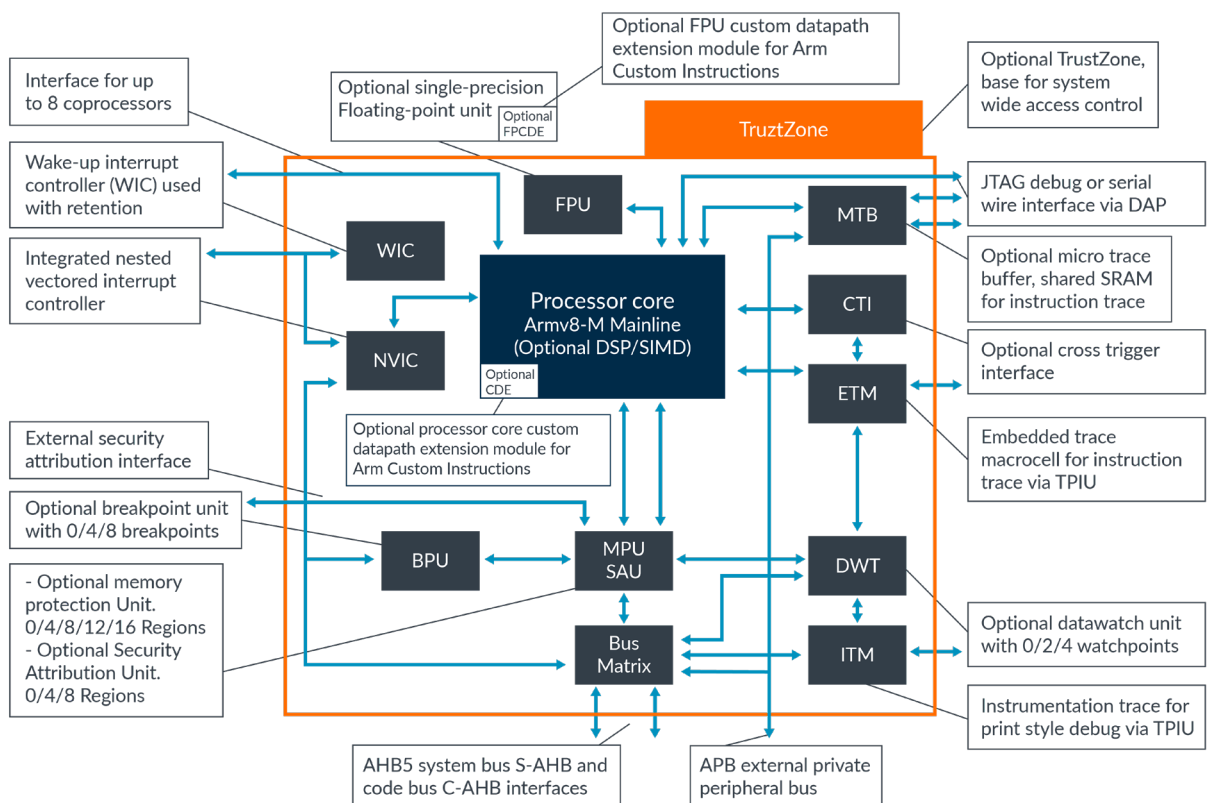 Optional FPU custom datapath
extension module for Arm
Custom Instructions
Interface for up
to 8 coprocessors
Optional single-precision
Floating-point unit
Optional
FPCDE
Optional TrustZone,
base for system
wide access control
TruztZone
Wake-up interrupt
controller (WIC) used
with retention
JTAG debug or serial
wire interface via DAP
FPU
MTB
WIC
Integrated nested
vectored interrupt
controller
Optional micro trace
buffer, shared SRAM
for instruction trace
Processor core
Armv8-M Mainline
(Optional DSP/SIMD)
Optional
CDE
CTI
NVIC
Optional cross trigger
interface
ETM
Optional processor core custom
datapath extension module for
Arm Custom Instructions
External security
attribution interface
Embedded trace
macrocell for instruction
trace via TPIU
Optional breakpoint unit
with 0/4/8 breakpoints
BPU
MPU
SAU
DWT
- Optional memory
protection Unit.
0/4/8/12/16 Regions
- Optional Security
Attribution Unit.
0/4/8 Regions
Optional datawatch unit
with 0/2/4 watchpoints
Bus
Matrix
ITM
Instrumentation trace for
print style debug via TPIU
AHB5 system bus S-AHB and
code bus C-AHB interfaces
APB external private
peripheral bus